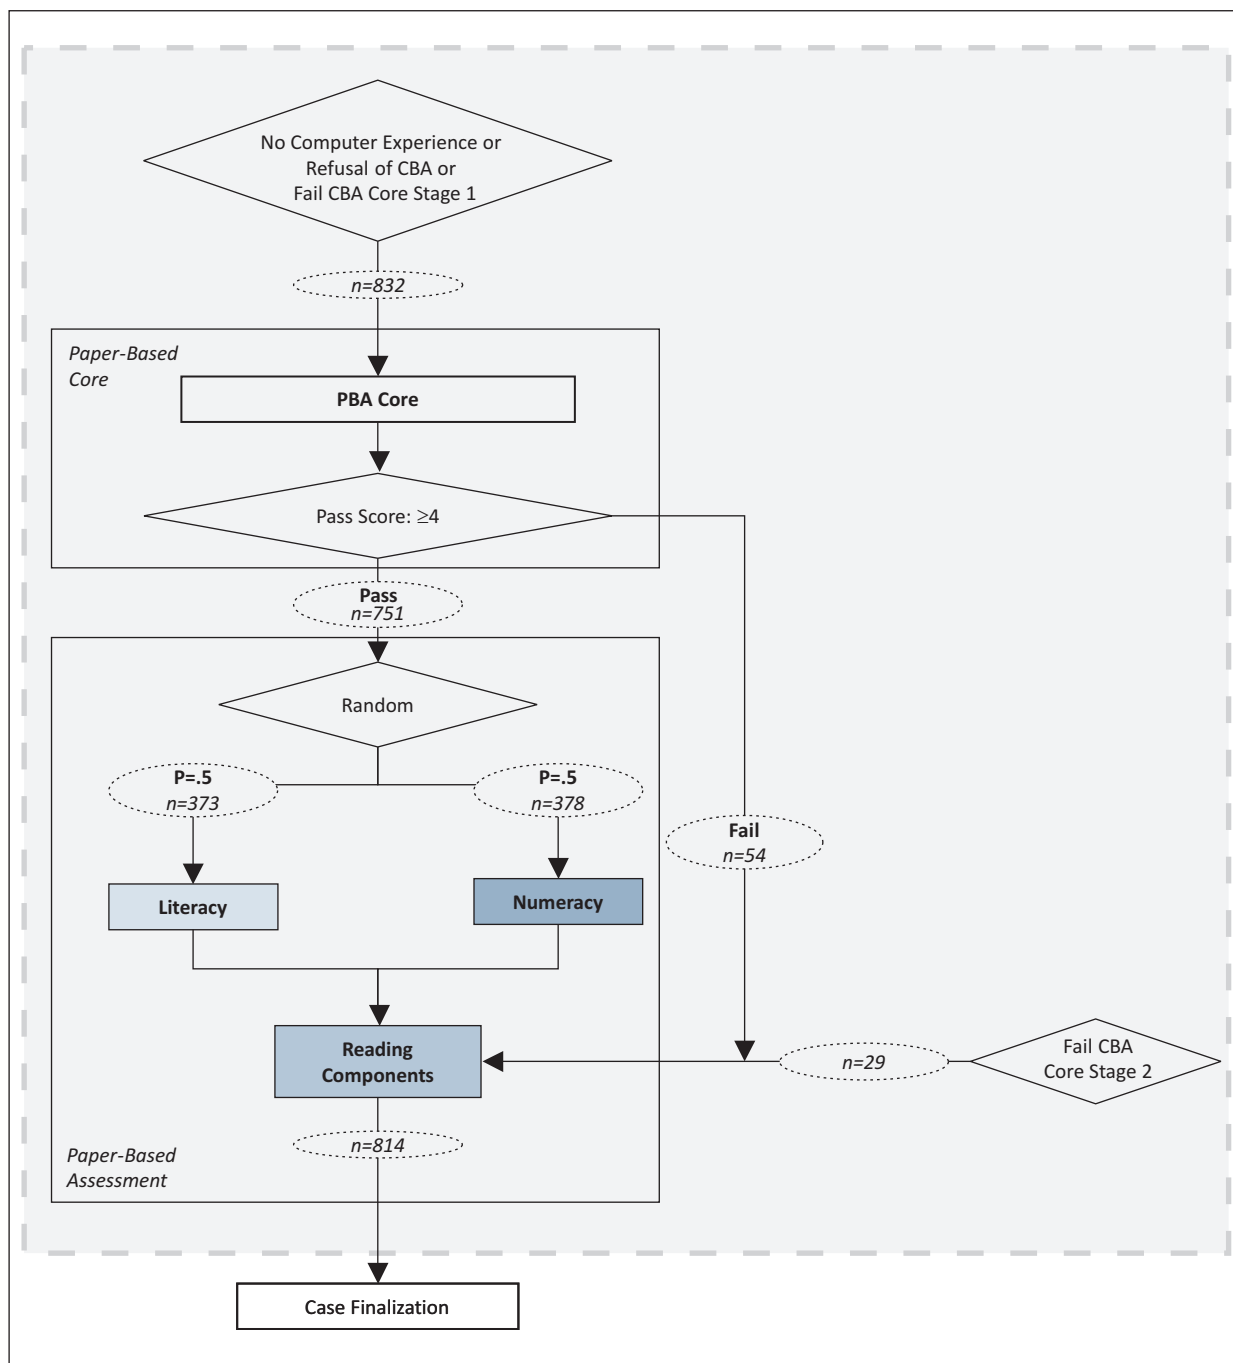 No Computer Experience or
Refusal of CBA or
Fail CBA Core Stage 1
n=832
Paper-Based
Core
PBA Core
Pass Score: ≥4
Pass
n=751
Random
P=.5
n=373
P=.5
n=378
Fail
n=54
Literacy
Numeracy
Reading
Components
n=29
Fail CBA
Core Stage 2
n=814
Paper-Based
Assessment
Case Finalization